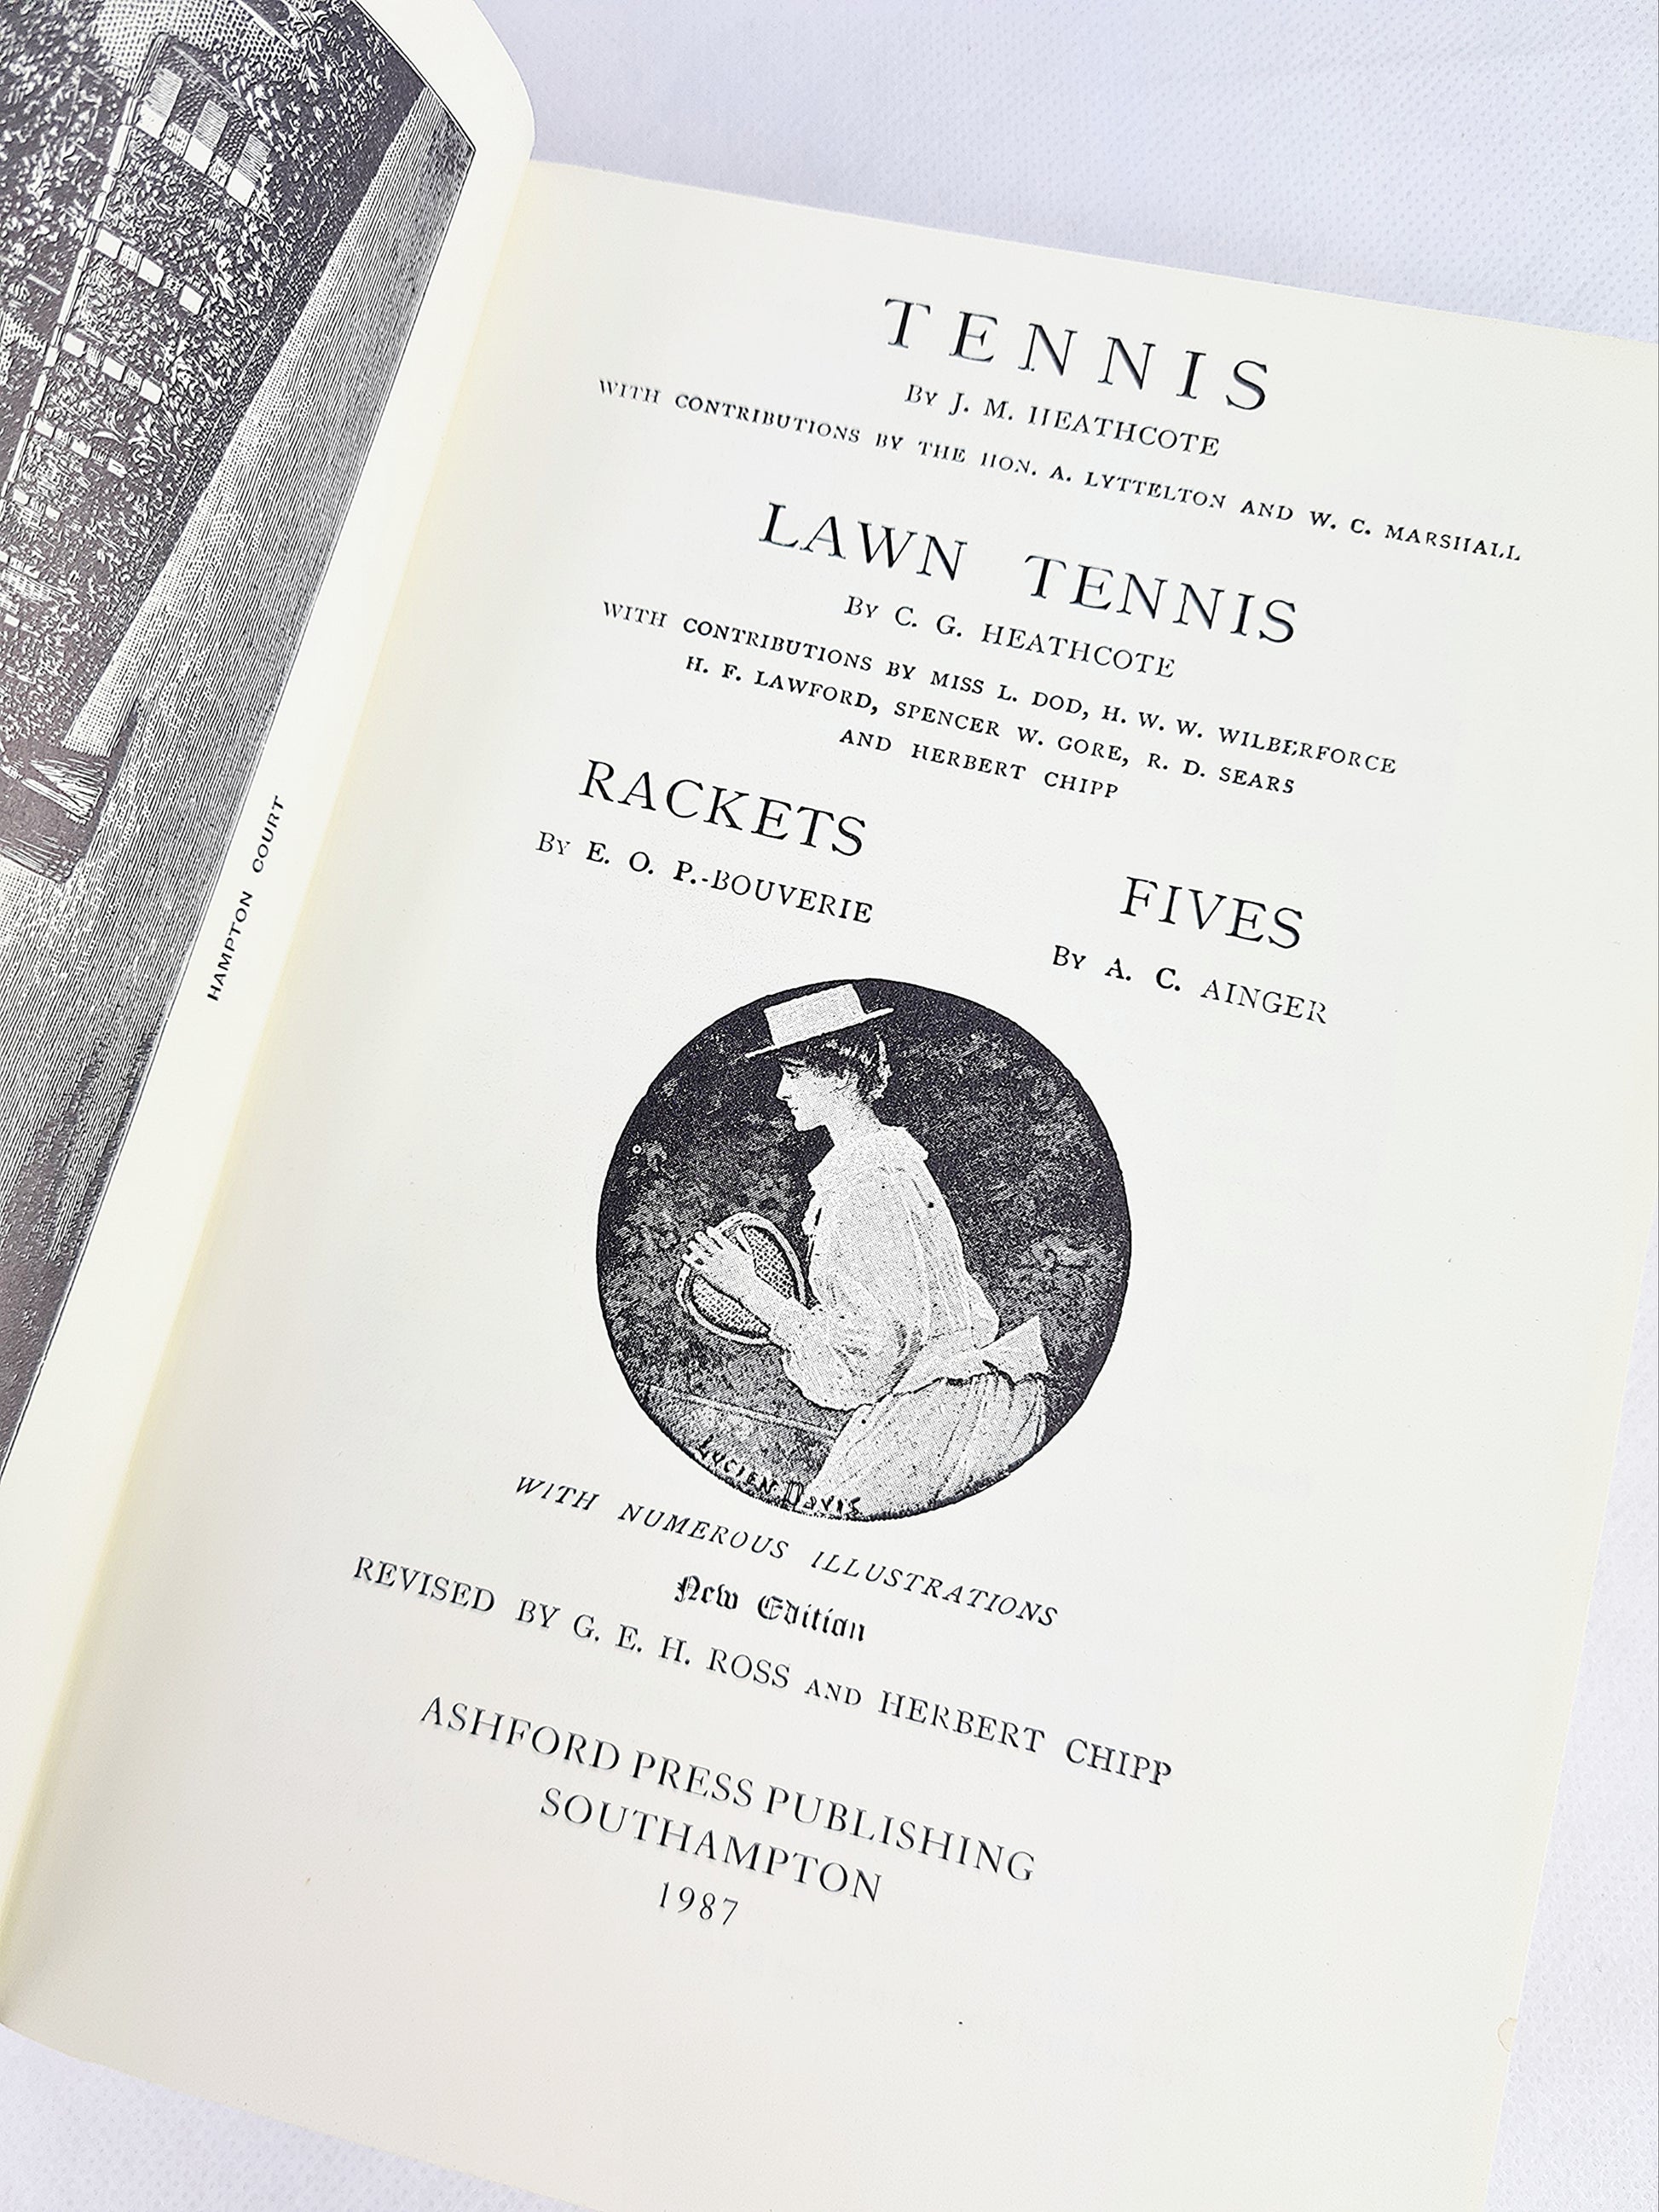 HAMPTON COURT
TENNIS
BY J. M. HEATHCOTE
WITH CONTRIBUTIONS BY THE HON. A. LYTTELTON AND W. C. MARSHALL
LAWN TENNIS
BY C. G. HEATHCOTE
WITH CONTRIBUTIONS BY MISS L. DOD, H. W. W. WILBERFORCE
H. F. LAWFORD, SPENCER W. GORE, R. D. SEARS
AND HERBERT CHIPP
RACKETS
BY E. O. P.-BOUVERIE
FIVES
BY A. C. AINGER
LUCIEN DAVIS
WITH NUMEROUS ILLUSTRATIONS
New Edition
REVISED BY G. E. H. ROSS AND HERBERT CHIPP
ASHFORD PRESS PUBLISHING
SOUTHAMPTON
1987